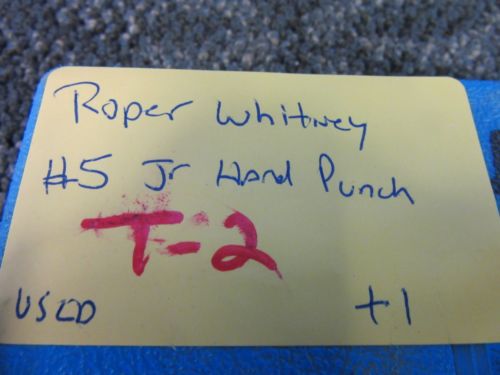 Roper Whitney
#5 Jr Hand Punch
T-2
USED +1